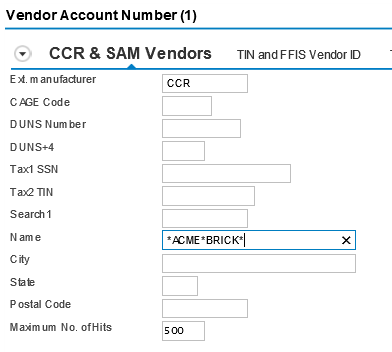 Vendor Account Number (1)
CCR & SAM Vendors TIN and FFIS Vendor ID
Ext. manufacturer CCR
CAGE Code
DUNS Number
DUNS+4
Tax1 SSN
Tax2 TIN
Search1
Name *ACME*BRICK*
City
State
Postal Code
Maximum No. of Hits 500